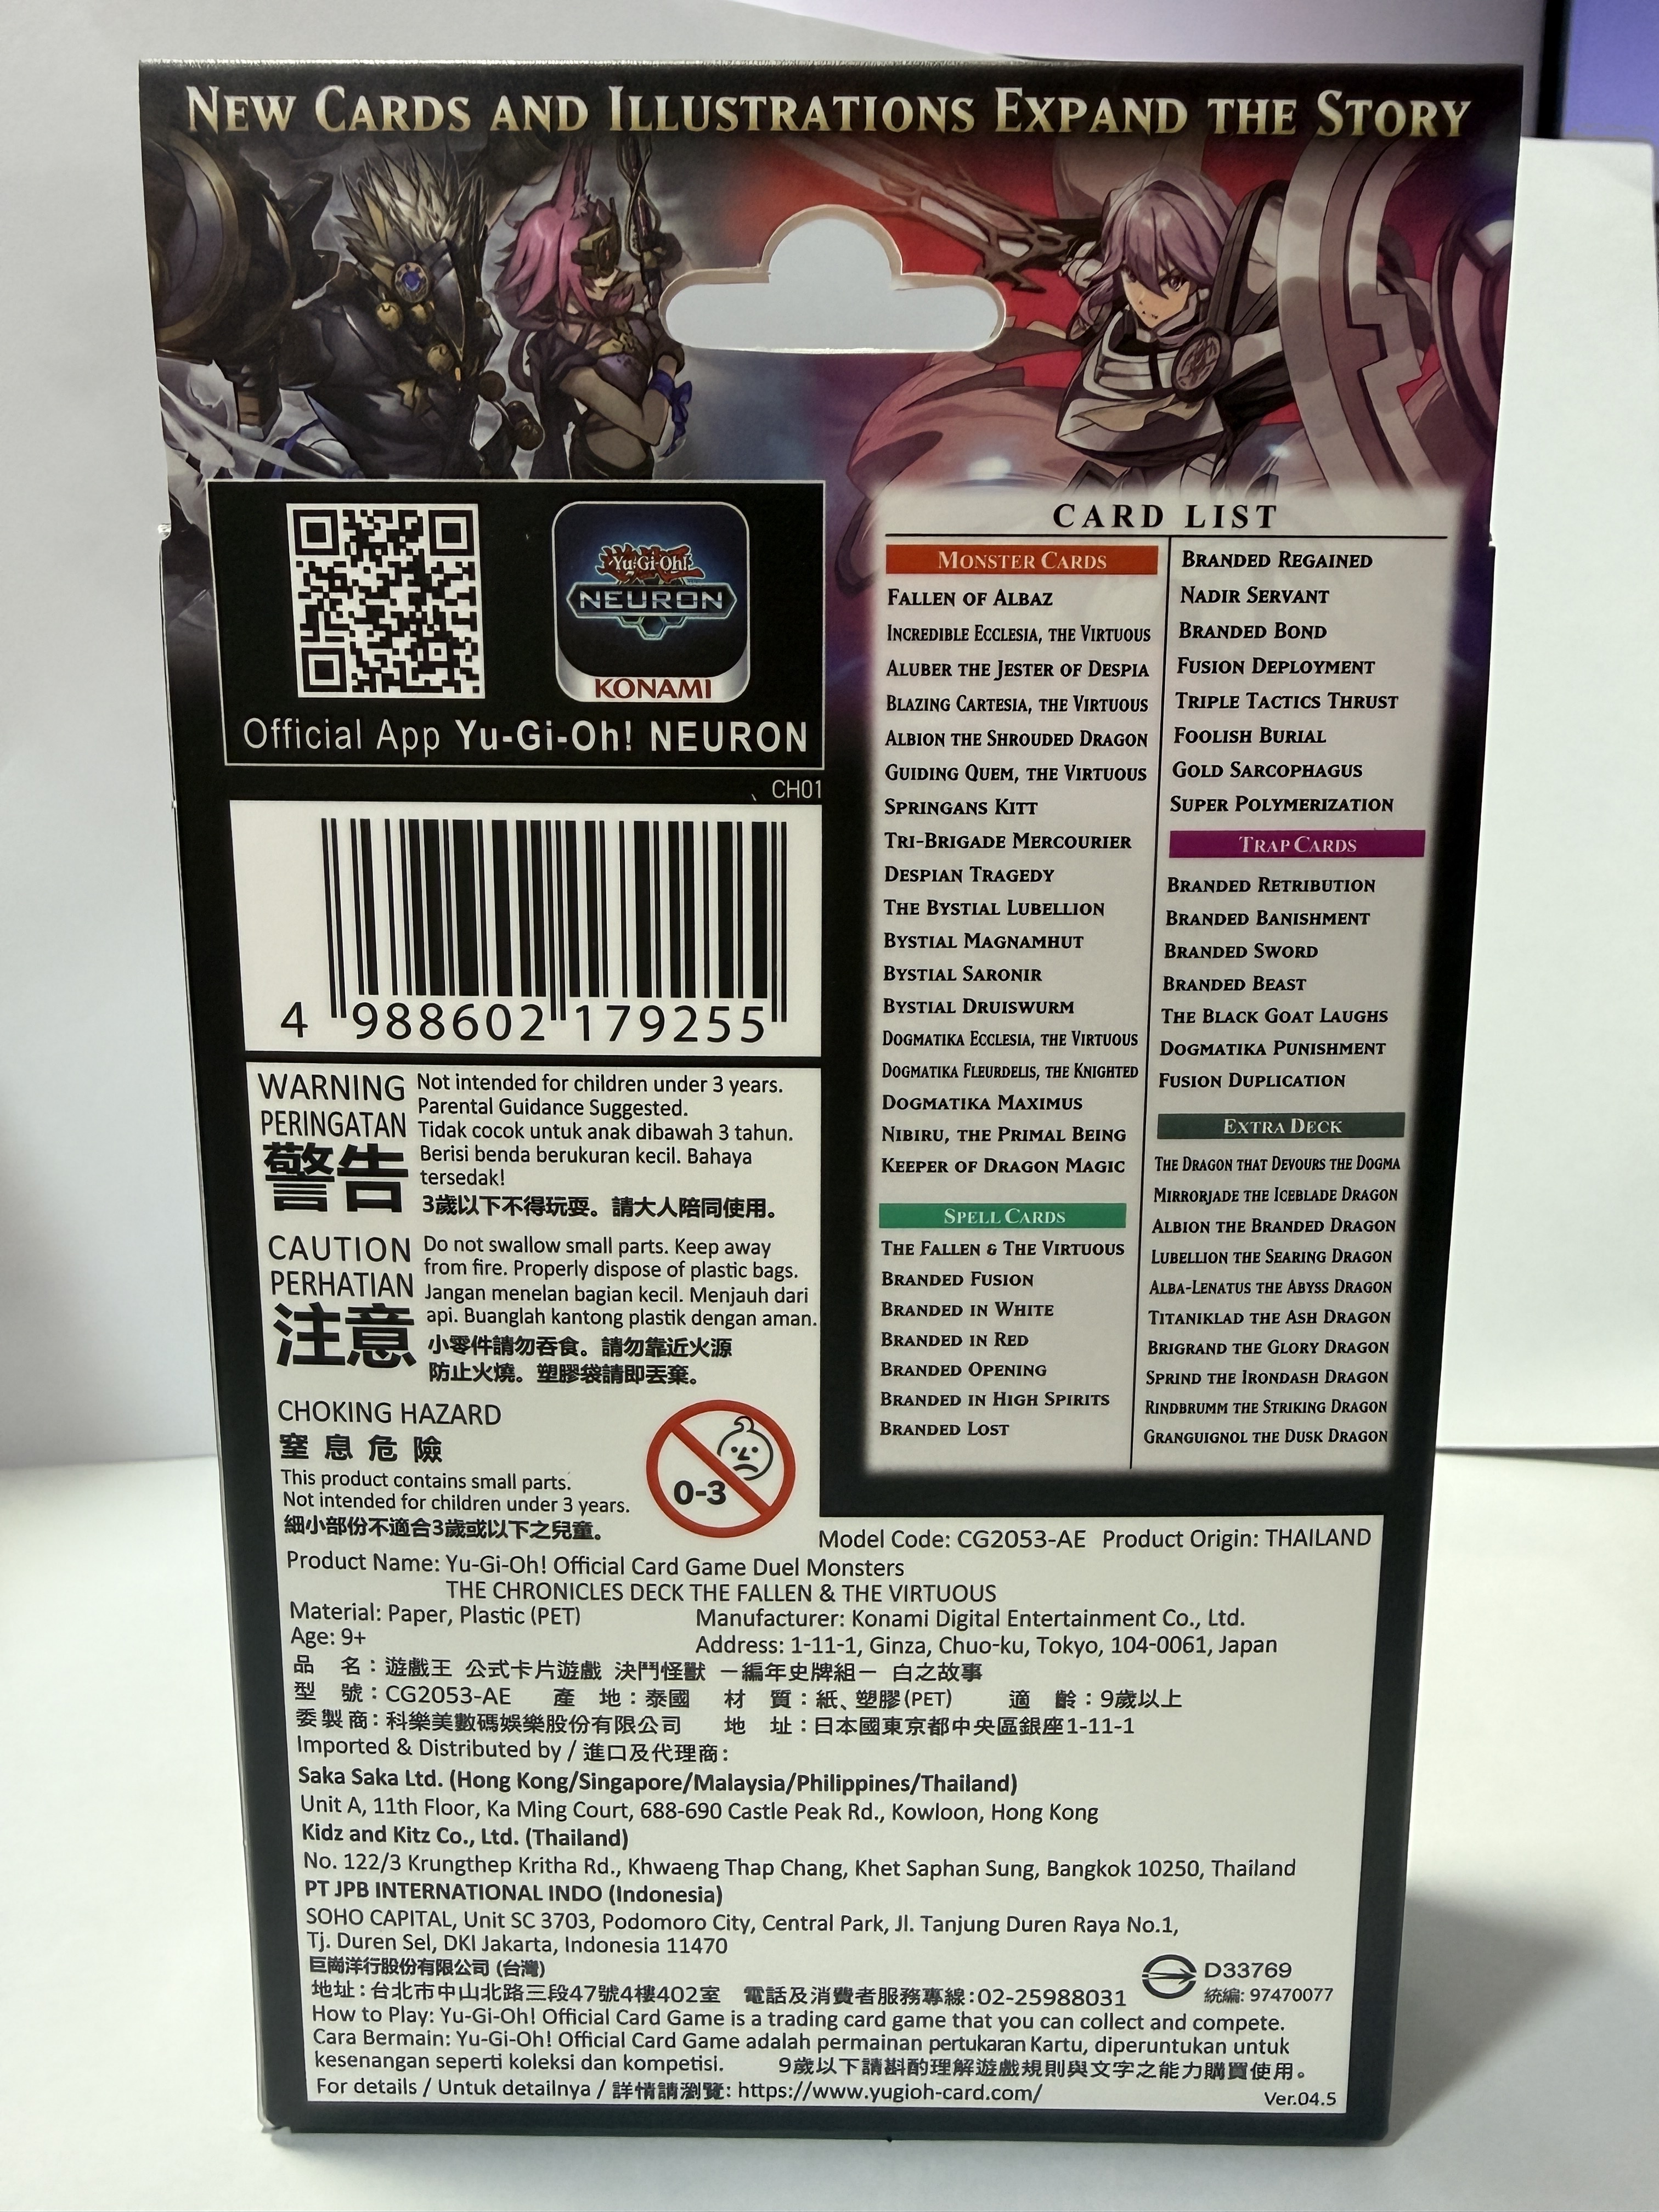 NEW CARDS AND ILLUSTRATIONS EXPAND THE STORY
Yu-Gi-Oh!
NEURON
KONAMI
Official App Yu-Gi-Oh! NEURON
CH01
4 988602 179255
WARNING
PERINGATAN
警告
Not intended for children under 3 years.
Parental Guidance Suggested.
Tidak cocok untuk anak dibawah 3 tahun.
Berisi benda berukuran kecil. Bahaya
tersedak!
3歲以下不得玩耍。請大人陪同使用。
CAUTION
PERHATIAN
注意
Do not swallow small parts. Keep away
from fire. Properly dispose of plastic bags.
Jangan menelan bagian kecil. Menjauh dari
api. Buanglah kantong plastik dengan aman.
小零件請勿吞食。請勿靠近火源
防止火燒。塑膠袋請即丟棄。
CHOKING HAZARD
窒息危險
This product contains small parts.
Not intended for children under 3 years.
細小部份不適合3歲或以下之兒童。
0-3
CARD LIST
MONSTER CARDS
FALLEN OF ALBAZ
INCREDIBLE ECCLESIA, THE VIRTUOUS
ALUBER THE JESTER OF DESPIA
BLAZING CARTESIA, THE VIRTUOUS
ALBION THE SHROUDED DRAGON
GUIDING QUEM, THE VIRTUOUS
SPRINGANS KITT
TRI-BRIGADE MERCOURIER
DESPIAN TRAGEDY
THE BYSTIAL LUBELLION
BYSTIAL MAGNAMHUT
BYSTIAL SARONIR
BYSTIAL DRUISWURM
DOGMATIKA ECCLESIA, THE VIRTUOUS
DOGMATIKA FLEURDELIS, THE KNIGHTED
DOGMATIKA MAXIMUS
NIBIRU, THE PRIMAL BEING
KEEPER OF DRAGON MAGIC
SPELL CARDS
THE FALLEN & THE VIRTUOUS
BRANDED FUSION
BRANDED IN WHITE
BRANDED IN RED
BRANDED OPENING
BRANDED IN HIGH SPIRITS
BRANDED LOST
BRANDED REGAINED
NADIR SERVANT
BRANDED BOND
FUSION DEPLOYMENT
TRIPLE TACTICS THRUST
FOOLISH BURIAL
GOLD SARCOPHAGUS
SUPER POLYMERIZATION
TRAP CARDS
BRANDED RETRIBUTION
BRANDED BANISHMENT
BRANDED SWORD
BRANDED BEAST
THE BLACK GOAT LAUGHS
DOGMATIKA PUNISHMENT
FUSION DUPLICATION
EXTRA DECK
THE DRAGON THAT DEVOURS THE DOGMA
MIRRORJADE THE ICEBLADE DRAGON
ALBION THE BRANDED DRAGON
LUBELLION THE SEARING DRAGON
ALBA-LENATUS THE ABYSS DRAGON
TITANIKLAD THE ASH DRAGON
BRIGRAND THE GLORY DRAGON
SPRIND THE IRONDASH DRAGON
RINDBRUMM THE STRIKING DRAGON
GRANGUIGNOL THE DUSK DRAGON
Model Code: CG2053-AE Product Origin: THAILAND
Product Name: Yu-Gi-Oh! Official Card Game Duel Monsters
THE CHRONICLES DECK THE FALLEN & THE VIRTUOUS
Material: Paper, Plastic (PET) Manufacturer: Konami Digital Entertainment Co., Ltd.
Age: 9+ Address: 1-11-1, Ginza, Chuo-ku, Tokyo, 104-0061, Japan
品 名：遊戲王 公式卡片遊戲 決鬥怪獸 －編年史牌組－ 白之故事
型 號：CG2053-AE 產 地：泰國 材 質：紙、塑膠(PET) 適 齡：9歲以上
委製商：科樂美數碼娛樂股份有限公司 地 址：日本國東京都中央區銀座1-11-1
Imported & Distributed by / 進口及代理商:
Saka Saka Ltd. (Hong Kong/Singapore/Malaysia/Philippines/Thailand)
Unit A, 11th Floor, Ka Ming Court, 688-690 Castle Peak Rd., Kowloon, Hong Kong
Kidz and Kitz Co., Ltd. (Thailand)
No. 122/3 Krungthep Kritha Rd., Khwaeng Thap Chang, Khet Saphan Sung, Bangkok 10250, Thailand
PT JPB INTERNATIONAL INDO (Indonesia)
SOHO CAPITAL, Unit SC 3703, Podomoro City, Central Park, Jl. Tanjung Duren Raya No.1,
Tj. Duren Sel, DKI Jakarta, Indonesia 11470
巨崗洋行股份有限公司 (台灣)
地址：台北市中山北路三段47號4樓402室 電話及消費者服務專線：02-25988031
D33769
統編: 97470077
How to Play: Yu-Gi-Oh! Official Card Game is a trading card game that you can collect and compete.
Cara Bermain: Yu-Gi-Oh! Official Card Game adalah permainan pertukaran Kartu, diperuntukan untuk
kesenangan seperti koleksi dan kompetisi. 9歲以下請斟酌理解遊戲規則與文字之能力購買使用。
For details / Untuk detailnya / 詳情請瀏覽: https://www.yugioh-card.com/
Ver.04.5